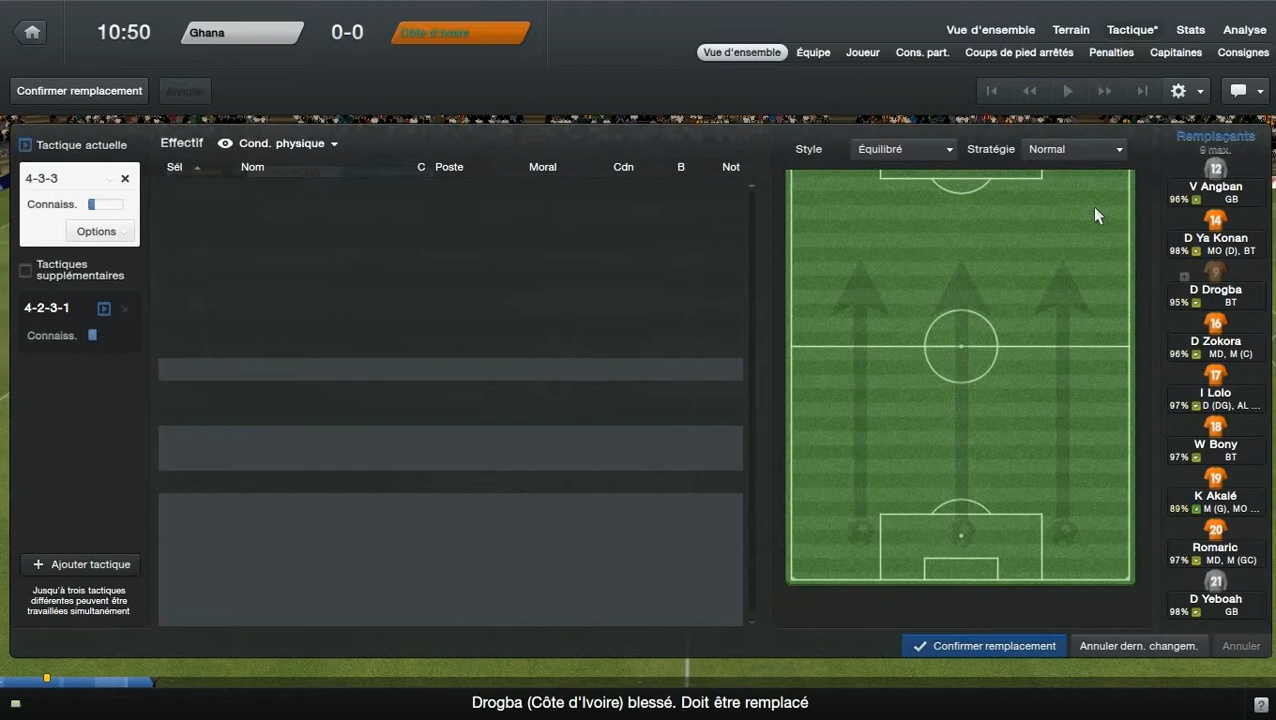 10:50
Ghana
0-0
Côte d'Ivoire
Vue d'ensemble
Terrain
Tactique*
Stats
Analyse
Vue d'ensemble
Équipe
Joueur
Cons. part.
Coups de pied arrêtés
Penalties
Capitaines
Consignes
Confirmer remplacement
Annuler
Tactique actuelle
4-3-3
Connaiss.
Options
Tactiques
supplémentaires
4-2-3-1
Connaiss.
Ajouter tactique
Jusqu'à trois tactiques
différentes peuvent être
travaillées simultanément
Effectif
Cond. physique
Sél
Nom
C
Poste
Moral
Cdn
B
Not
Style
Équilibré
Stratégie
Normal
Remplaçants
9 max.
12
V Angban
96% GB
14
D Ya Konan
98% MO (D), BT
9
D Drogba
95% BT
16
D Zokora
96% MD, M (C)
17
I Lolo
97% D (DG), AL ...
18
W Bony
97% BT
19
K Akalé
89% M (G), MO ...
20
Romaric
97% MD, M (GC)
21
D Yeboah
98% GB
Confirmer remplacement
Annuler dern. changem.
Annuler
Drogba (Côte d'Ivoire) blessé. Doit être remplacé
?